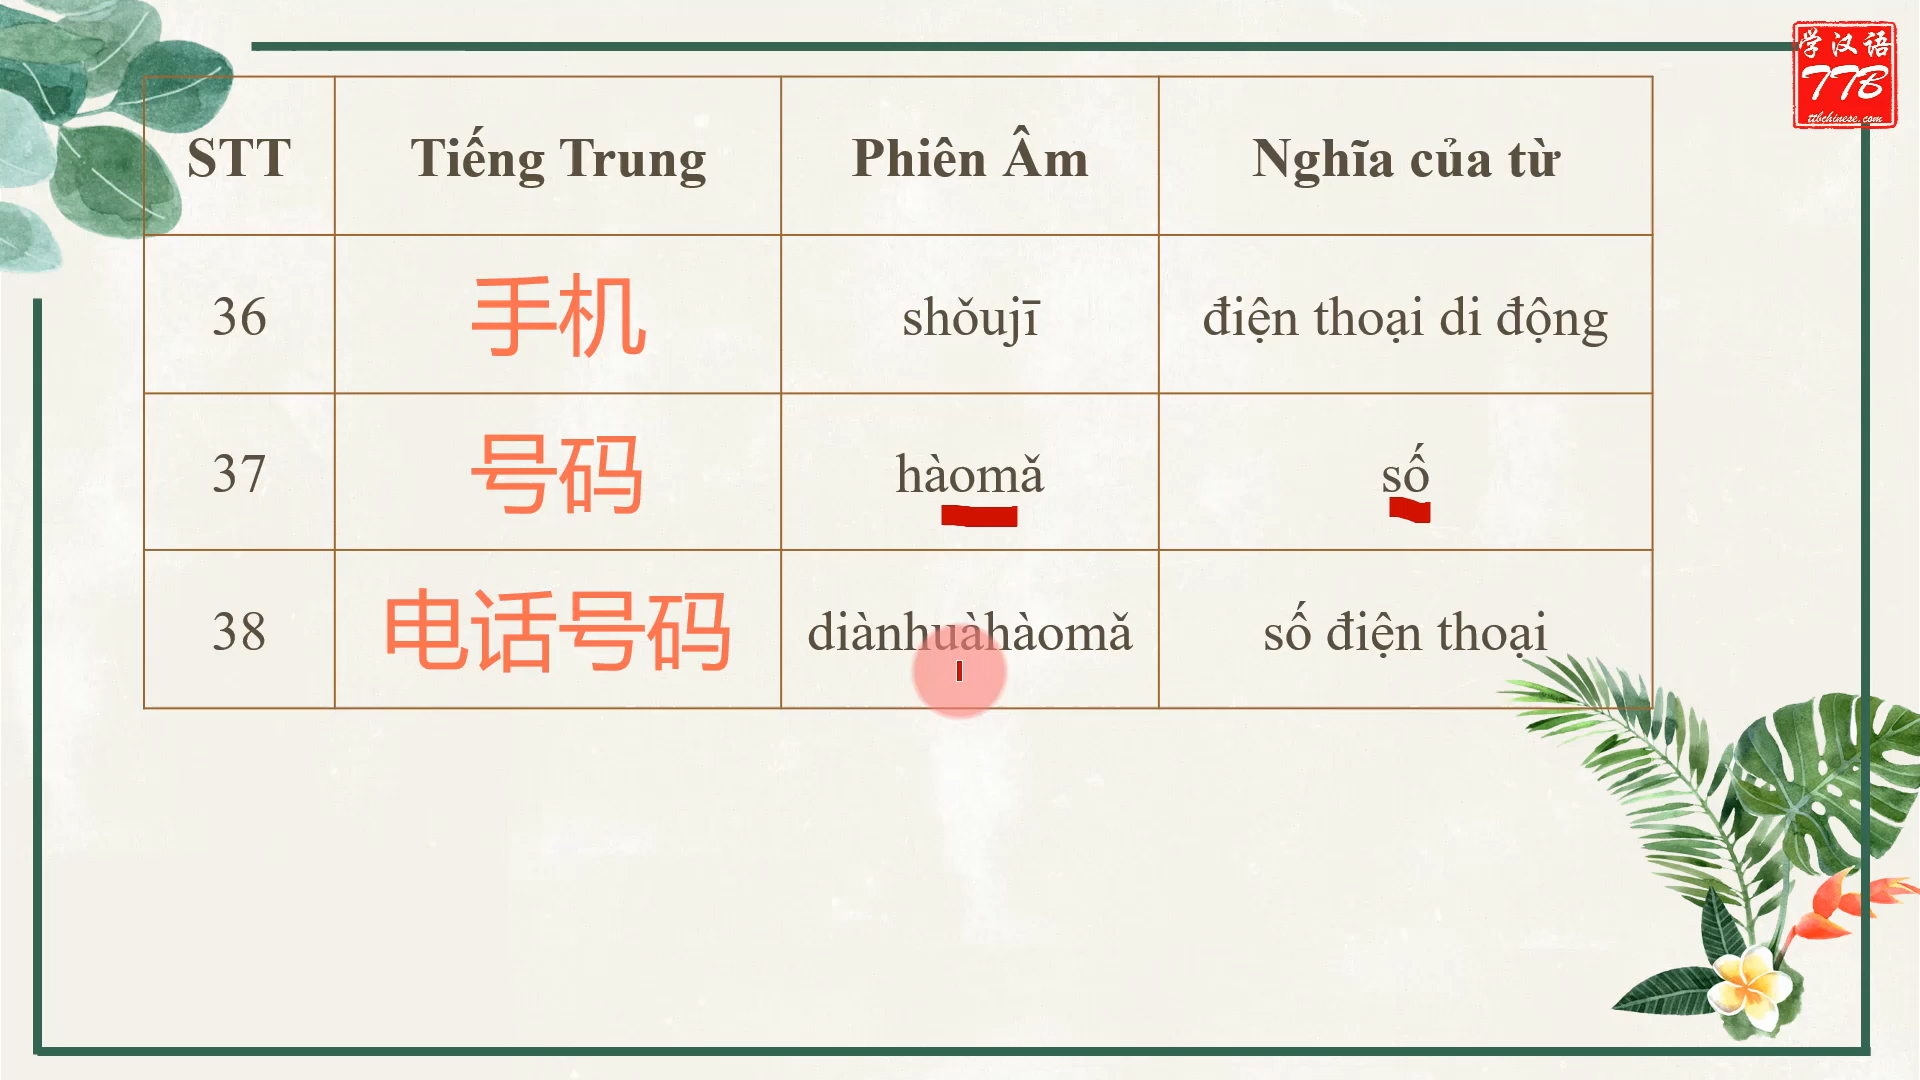 学汉语
TTB
ttbchinese.com
STT Tiếng Trung Phiên Âm Nghĩa của từ
36 手机 shǒujī điện thoại di động
37 号码 hàomǎ số
38 电话号码 diànhuàhàomǎ số điện thoại